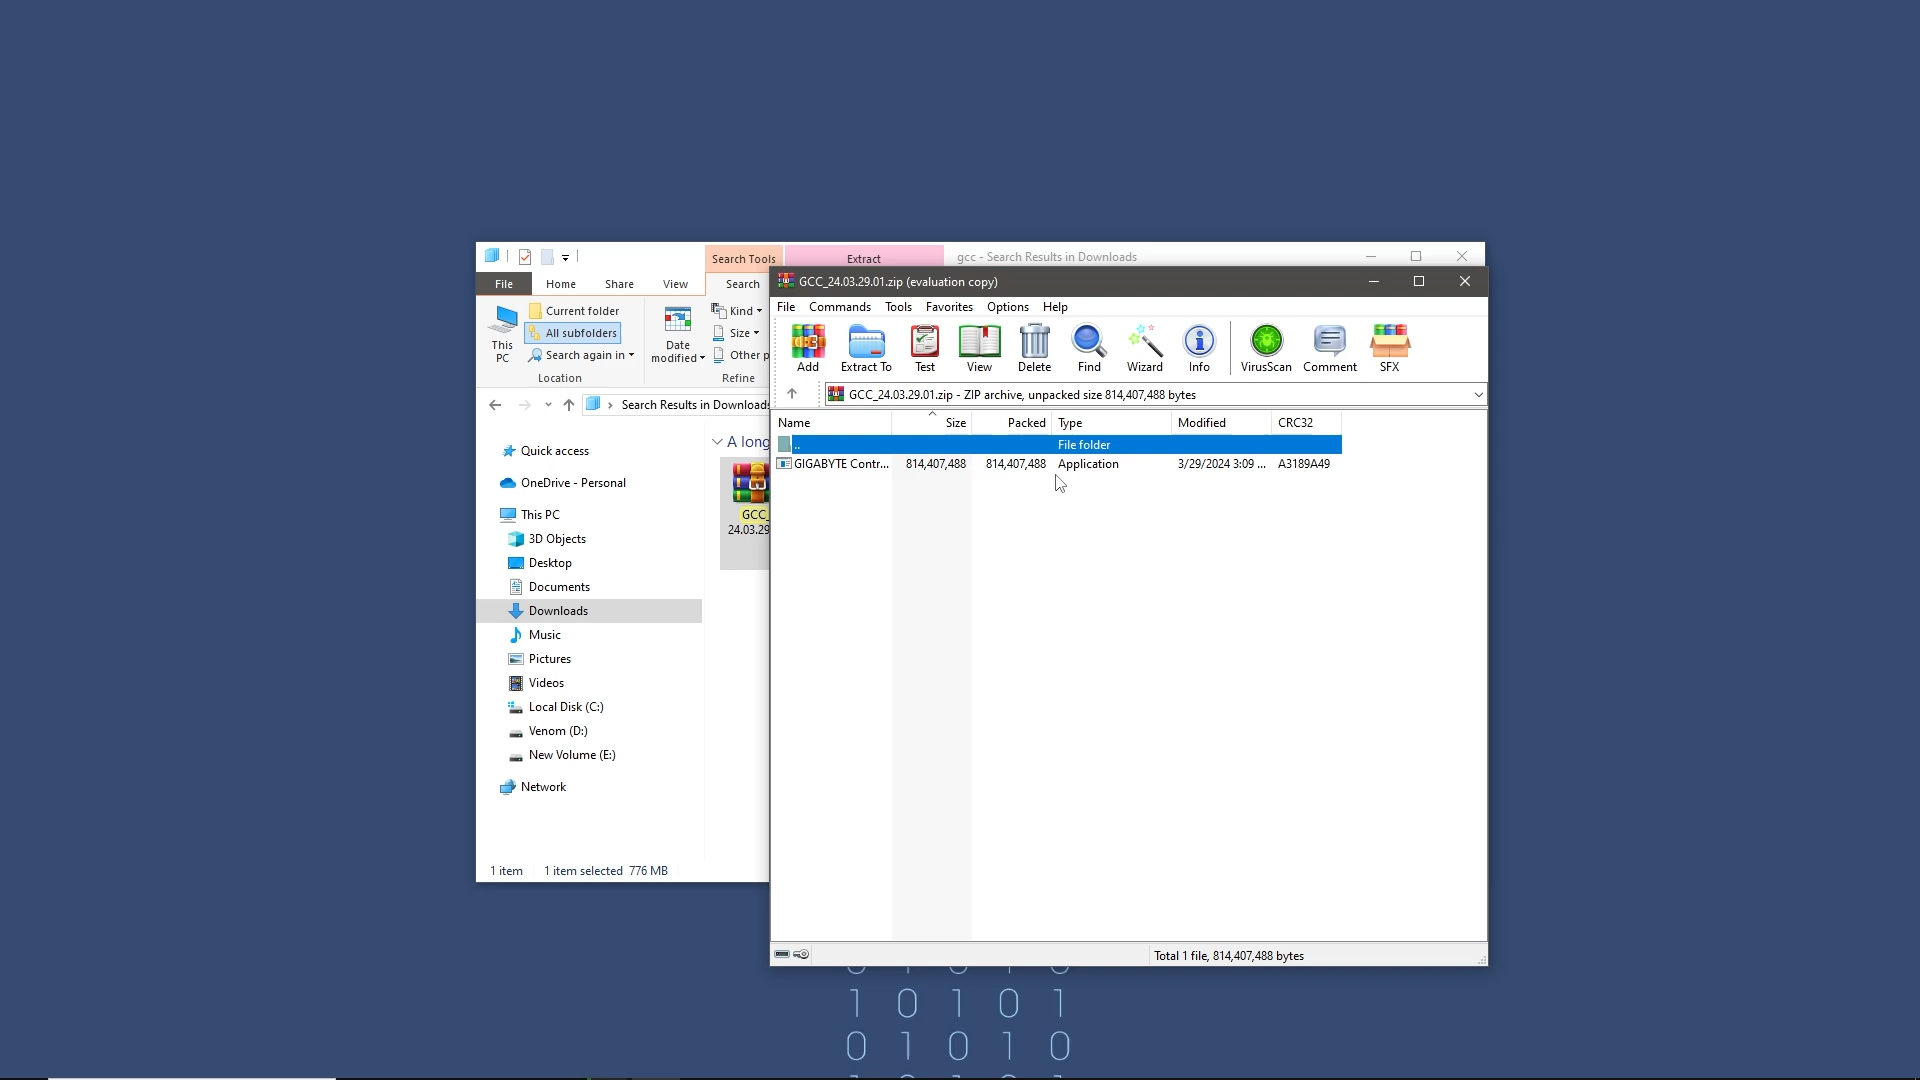 Search Tools
Extract
gcc - Search Results in Downloads
File
Home
Share
View
Search
This PC
Current folder
All subfolders
Search again in
Location
Date modified
Kind
Size
Other p
Refine
Search Results in Downloads
Quick access
OneDrive - Personal
This PC
3D Objects
Desktop
Documents
Downloads
Music
Pictures
Videos
Local Disk (C:)
Venom (D:)
New Volume (E:)
Network
A long
GCC_
24.03.29
1 item
1 item selected 776 MB
GCC_24.03.29.01.zip (evaluation copy)
File Commands Tools Favorites Options Help
Add Extract To Test View Delete Find Wizard Info VirusScan Comment SFX
GCC_24.03.29.01.zip - ZIP archive, unpacked size 814,407,488 bytes
Name Size Packed Type Modified CRC32
.. File folder
GIGABYTE Contr... 814,407,488 814,407,488 Application 3/29/2024 3:09 ... A3189A49
Total 1 file, 814,407,488 bytes
1 0 1 0 1
0 1 0 1 0